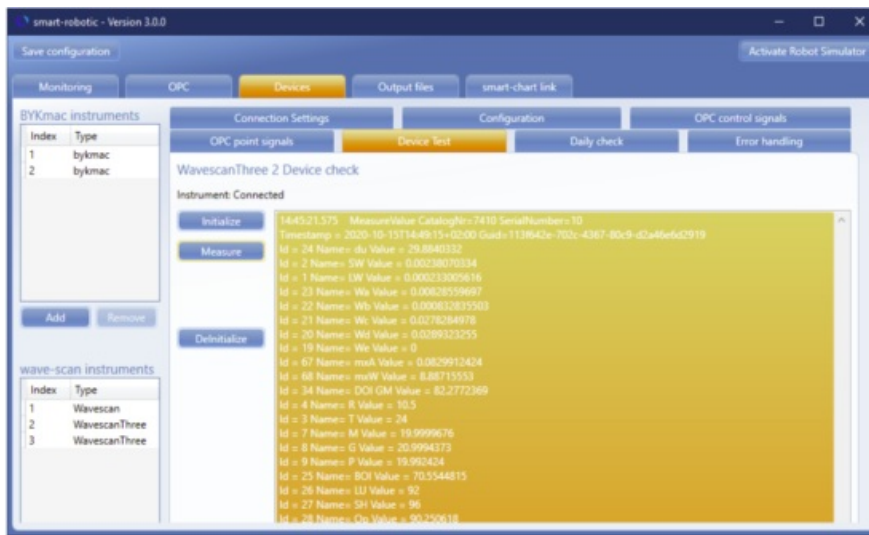 smart-robotic - Version 3.0.0
Save configuration
Activate Robot Simulator
Monitoring
OPC
Devices
Output files
smart-chart link
BYKmac instruments
Index Type
1 bykmac
2 bykmac
Add
Remove
wave-scan instruments
Index Type
1 Wavescan
2 WavescanThree
3 WavescanThree
Connection Settings
Configuration
OPC control signals
OPC point signals
Device Test
Daily check
Error handling
WavescanThree 2 Device check
Instrument: Connected
Initialize
Measure
DeInitialize
14:45:21,575 MeasureValue CatalogNr=7410 SerialNumber=10
Timestamp = 2020-10-15T14:49:15+02:00 Guid=113f642e-702c-4367-80c9-d2a46e6d2919
Id = 24 Name= du Value = 29.8840332
Id = 2 Name= SW Value = 0.00238070334
Id = 1 Name= LW Value = 0.000233005616
Id = 23 Name= Wa Value = 0.00828559697
Id = 22 Name= Wb Value = 0.000832835503
Id = 21 Name= Wc Value = 0.0278284978
Id = 20 Name= Wd Value = 0.0289323255
Id = 19 Name= We Value = 0
Id = 67 Name= mxA Value = 0.0829912424
Id = 68 Name= mxW Value = 8.88715553
Id = 34 Name= DOI GM Value = 82.2772369
Id = 4 Name= R Value = 10.5
Id = 3 Name= T Value = 24
Id = 7 Name= M Value = 19.9999676
Id = 8 Name= G Value = 20.9994373
Id = 9 Name= P Value = 19.992424
Id = 25 Name= BOI Value = 70.5544815
Id = 26 Name= LU Value = 92
Id = 27 Name= SH Value = 96
Id = 28 Name= Op Value = 90.250618